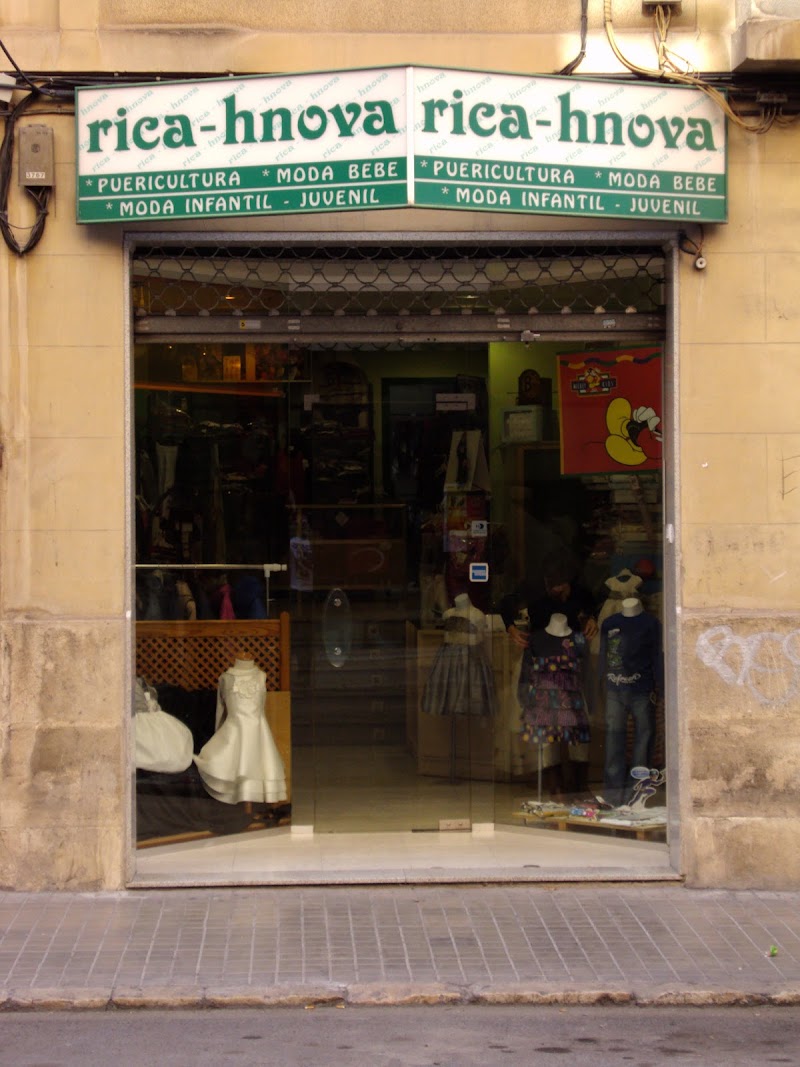 rica-hnova
* PUERICULTURA * MODA BEBE
* MODA INFANTIL - JUVENIL
rica-hnova
* PUERICULTURA * MODA BEBE
* MODA INFANTIL - JUVENIL